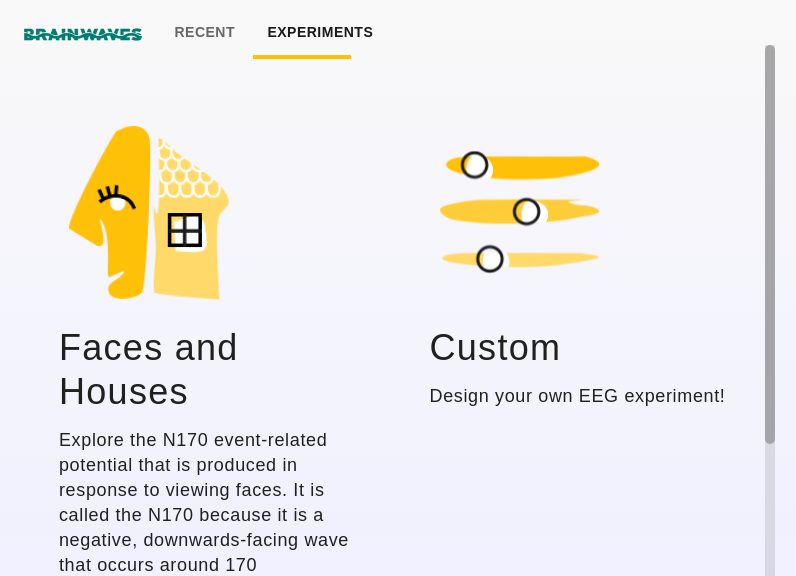 BRAINWAVES RECENT EXPERIMENTS
Faces and
Houses
Explore the N170 event-related
potential that is produced in
response to viewing faces. It is
called the N170 because it is a
negative, downwards-facing wave
that occurs around 170
Custom
Design your own EEG experiment!